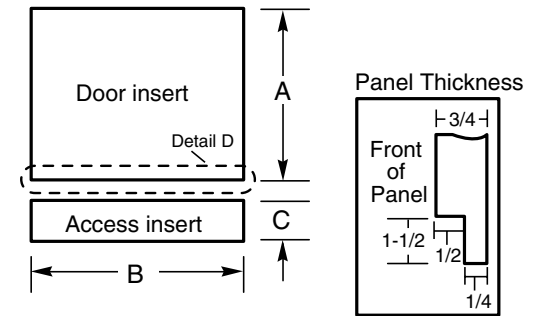 Door insert
A
Detail D
Access insert
C
B
Panel Thickness
3/4
Front
of
Panel
1-1/2
1/2
1/4